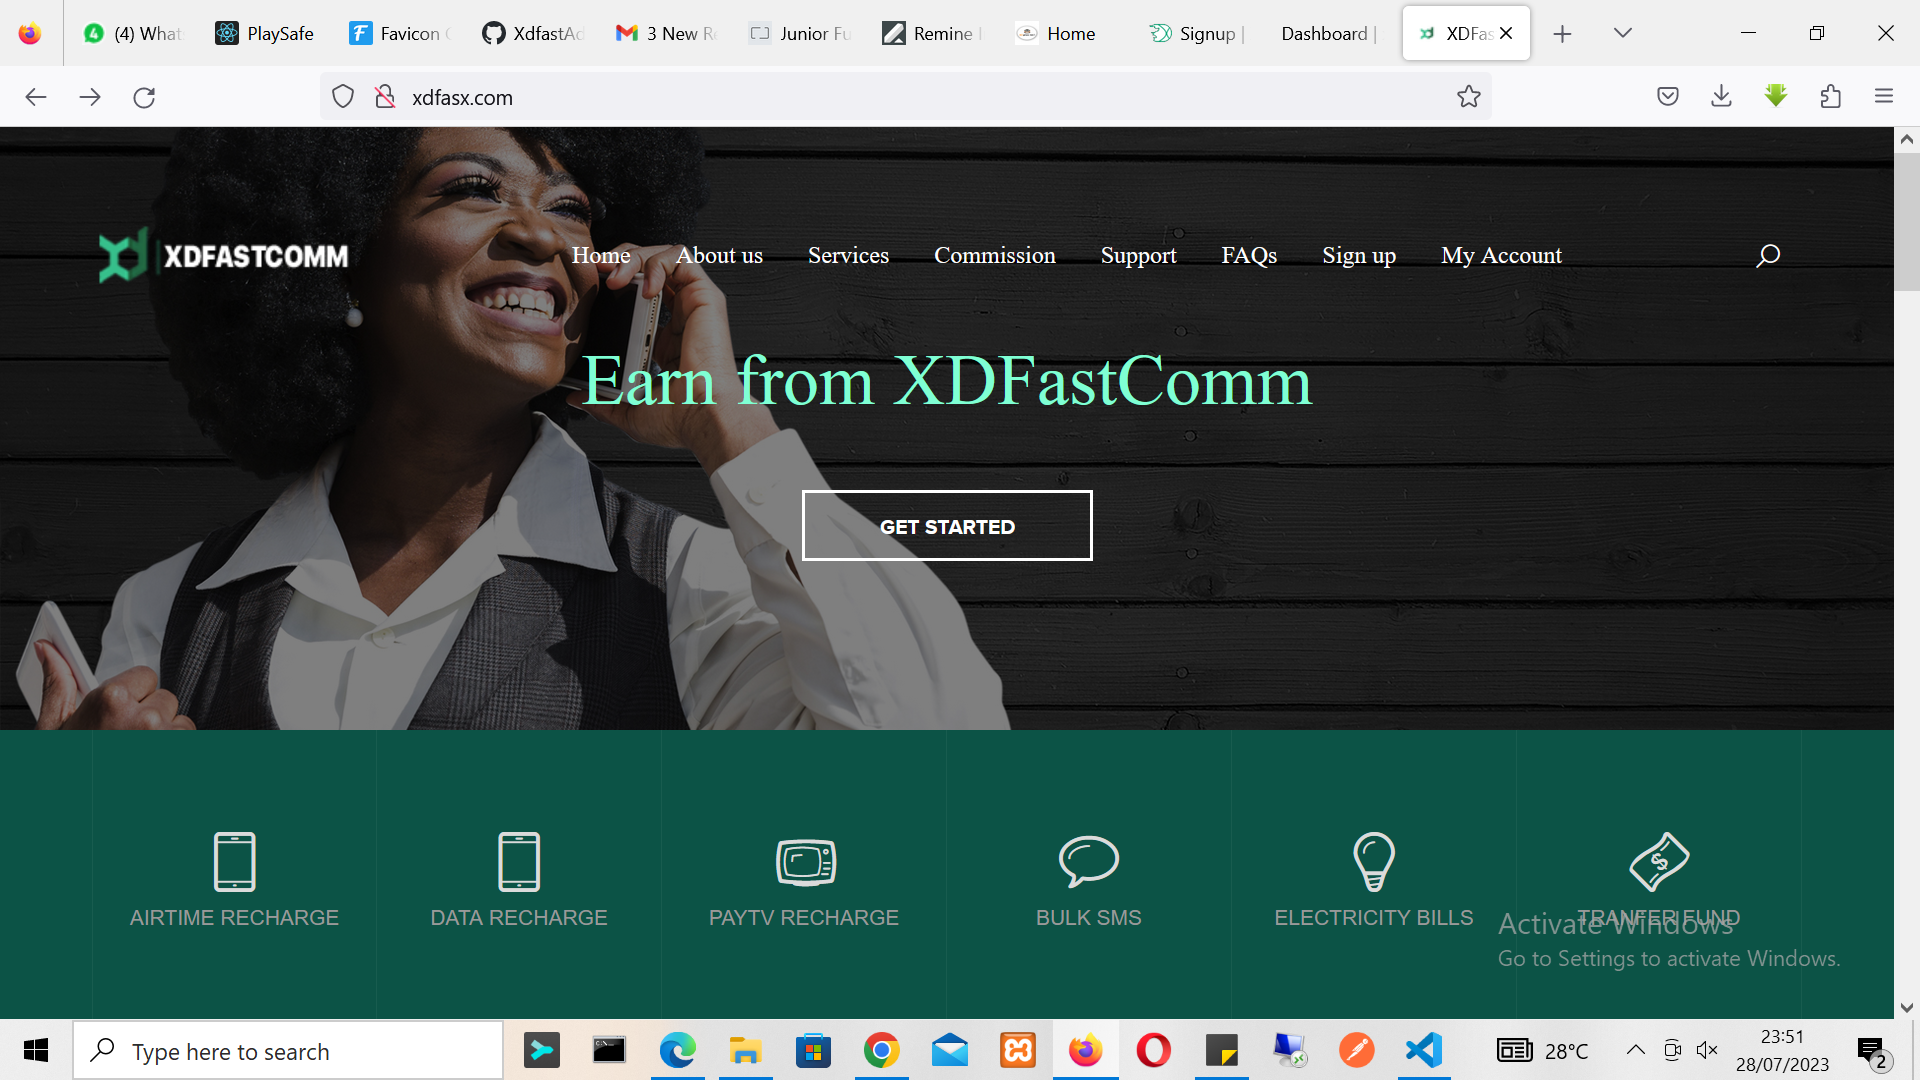 (4) What
PlaySafe
Favicon
XdfastAd
3 New Re
Junior Fu
Remine
Home
Signup |
Dashboard |
XDFas
xdfasx.com
XDFASTCOMM
Home
About us
Services
Commission
Support
FAQs
Sign up
My Account
Earn from XDFastComm
GET STARTED
AIRTIME RECHARGE
DATA RECHARGE
PAYTV RECHARGE
BULK SMS
ELECTRICITY BILLS
TRANFER FUND
Activate Windows
Go to Settings to activate Windows.
Type here to search
28°C
23:51
28/07/2023
2